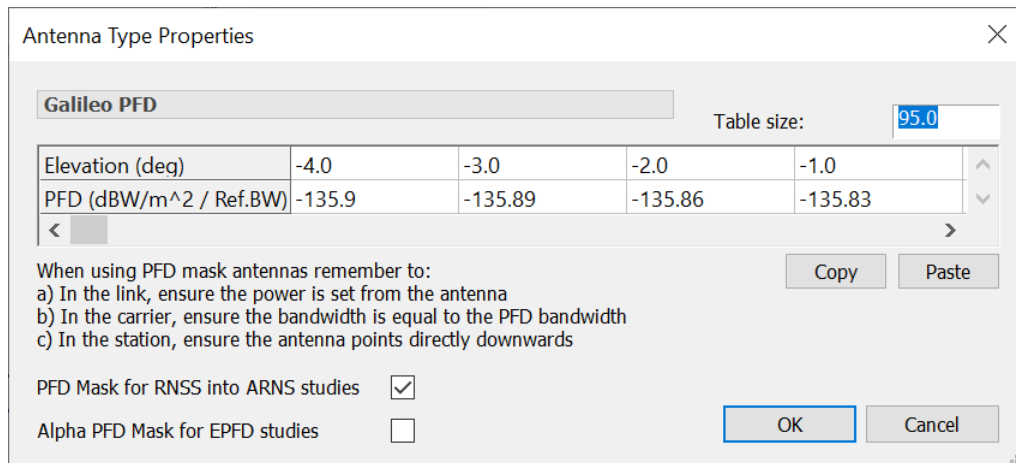 Antenna Type Properties
Galileo PFD
Table size: 95.0
Elevation (deg) -4.0 -3.0 -2.0 -1.0
PFD (dBW/m^2 / Ref.BW) -135.9 -135.89 -135.86 -135.83
When using PFD mask antennas remember to:
Copy Paste
a) In the link, ensure the power is set from the antenna
b) In the carrier, ensure the bandwidth is equal to the PFD bandwidth
c) In the station, ensure the antenna points directly downwards
PFD Mask for RNSS into ARNS studies
Alpha PFD Mask for EPFD studies
OK Cancel